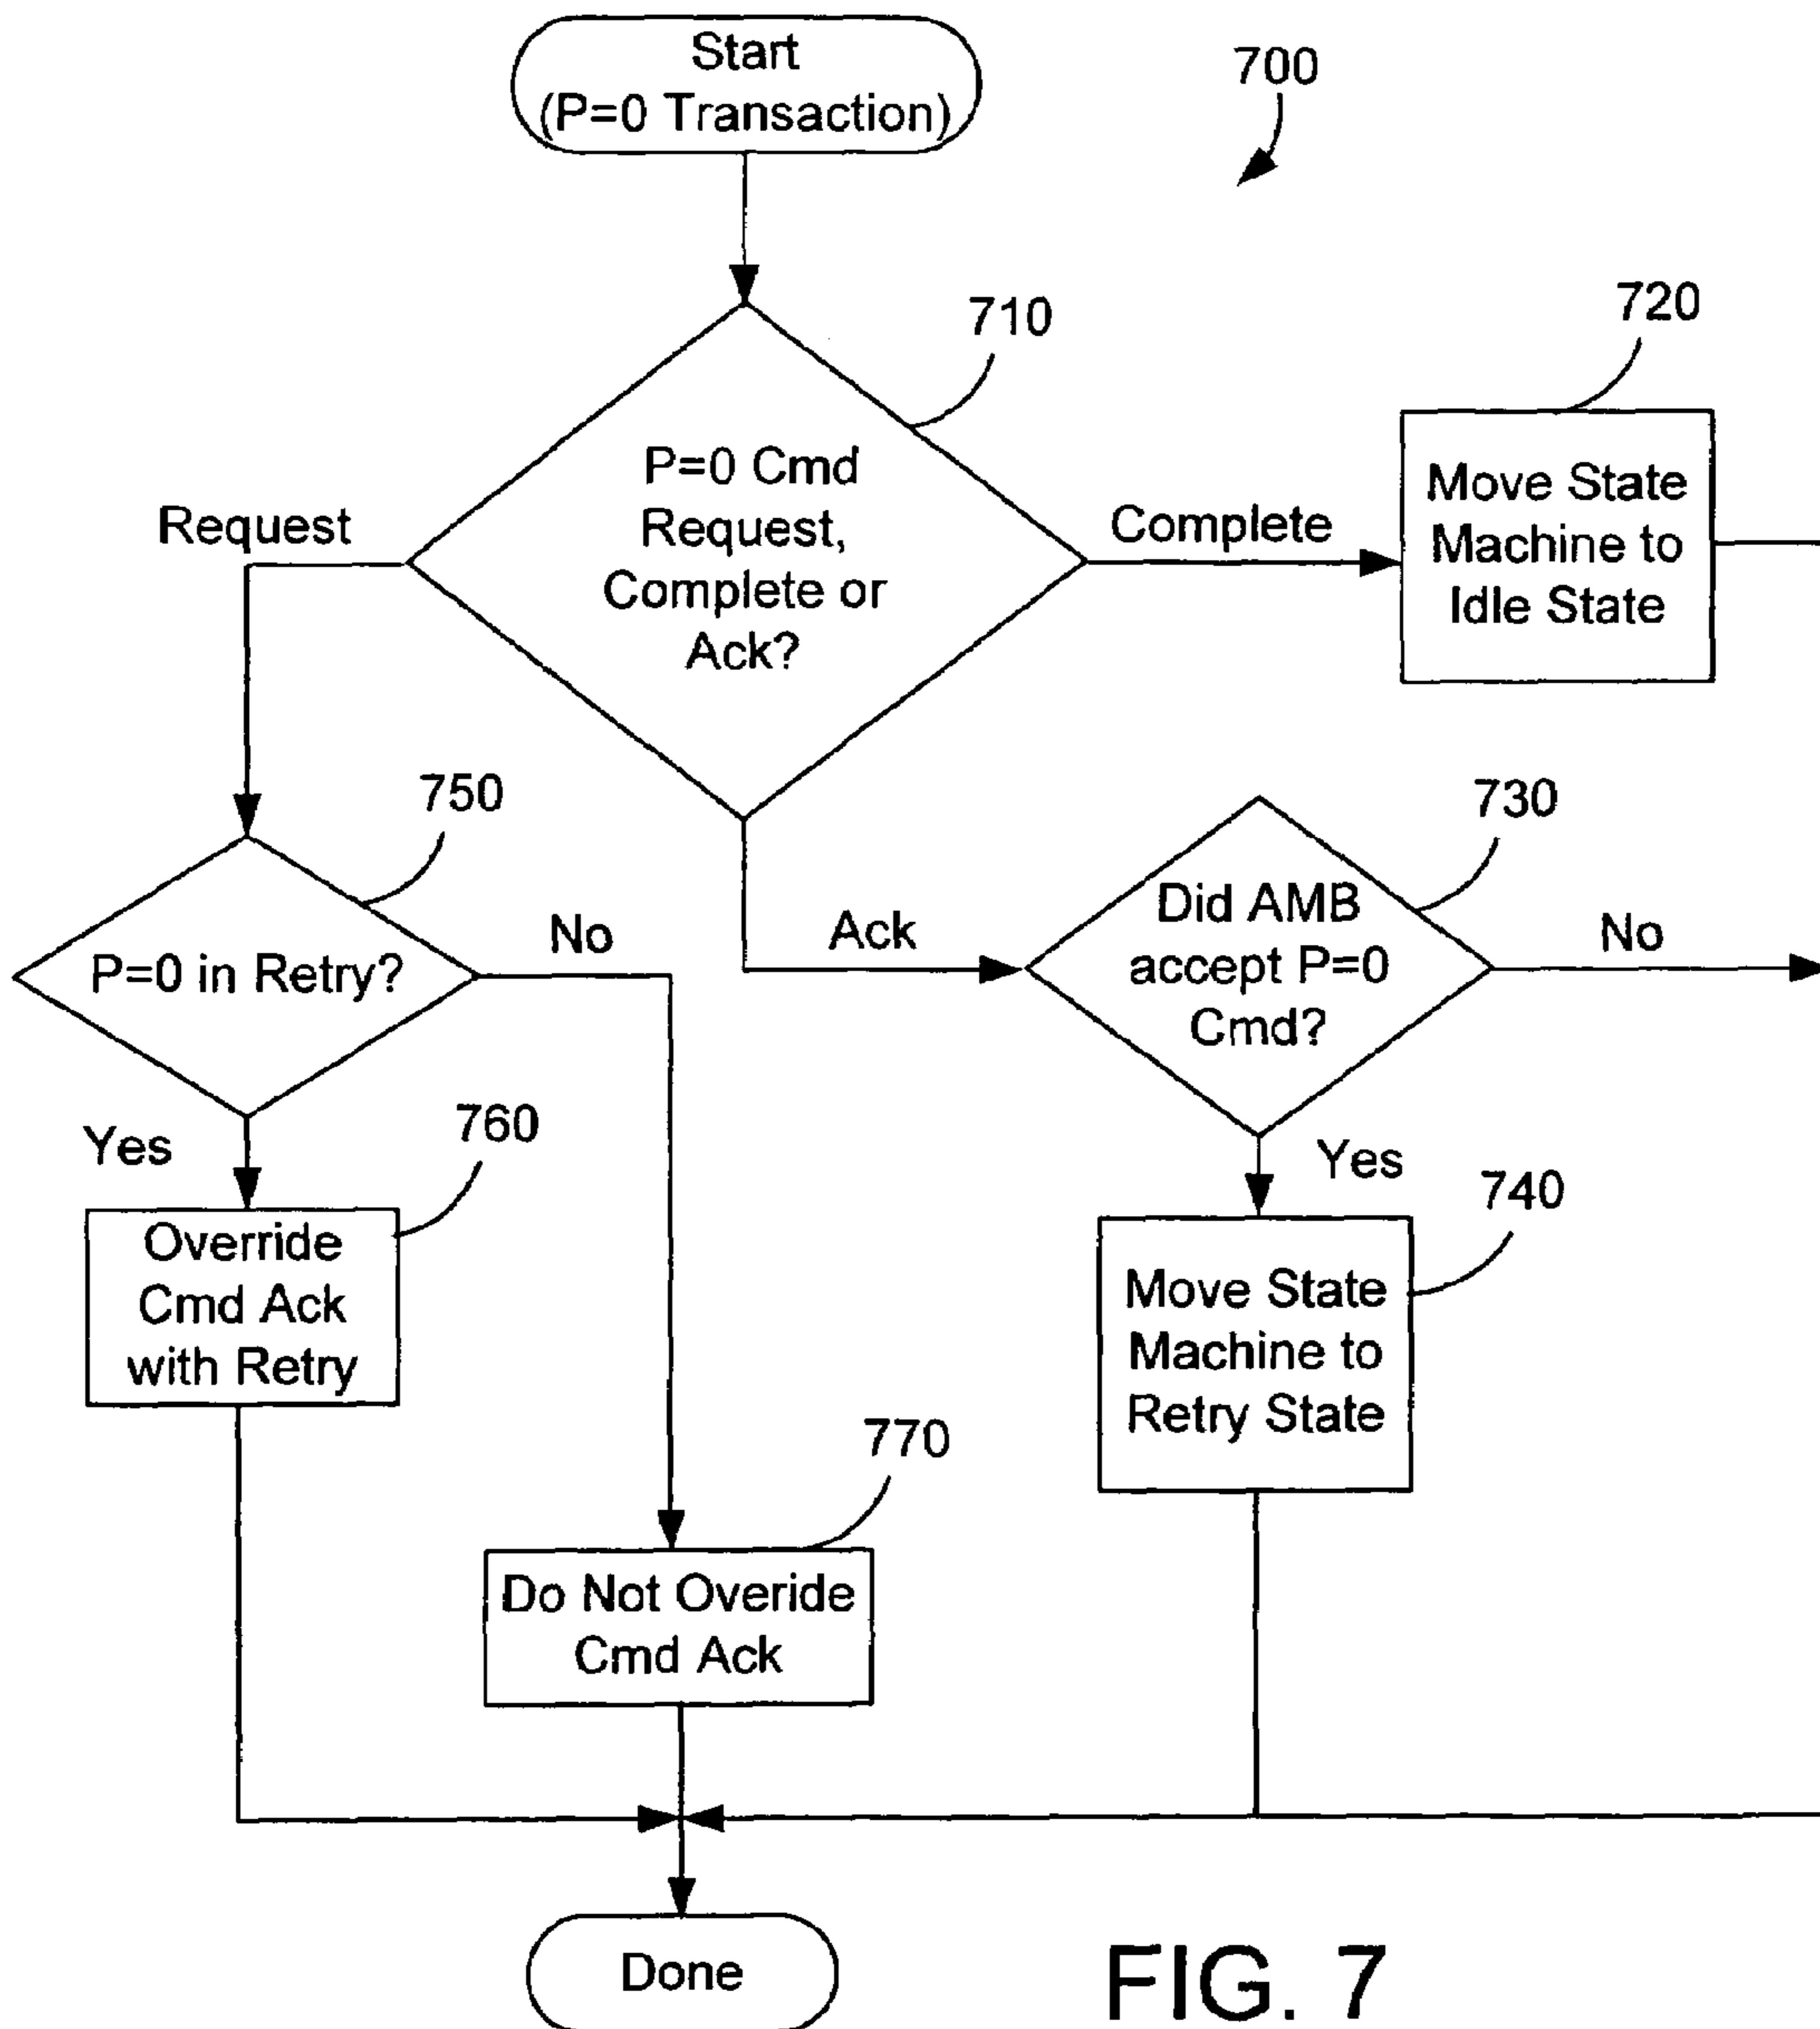 Start
(P=0 Transaction)
700
710
720
P=0 Cmd
Request,
Complete or
Ack?
Request
Complete
Move State
Machine to
Idle State
750
730
P=0 in Retry?
No
Ack
Did AMB
accept P=0
Cmd?
No
Yes
760
Yes
740
Override
Cmd Ack
with Retry
Move State
Machine to
Retry State
770
Do Not Overide
Cmd Ack
Done
FIG. 7